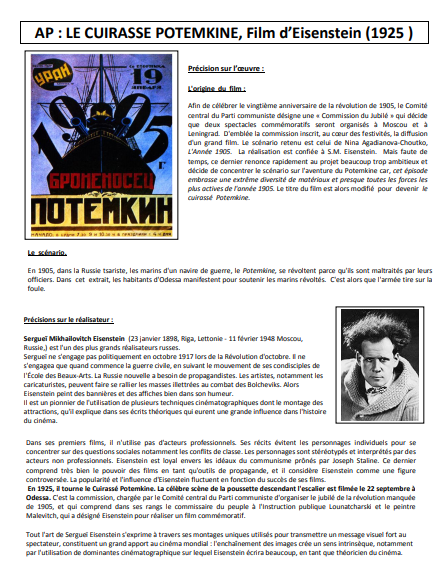 AP : LE CUIRASSE POTEMKINE, Film d'Eisenstein (1925 )
УРАН
19
ЯНВАРЯ
1905
Г
БРОНЕНОСЕЦ
ПОТЕМКИН
Précision sur l'œuvre :
L'origine du film :
Afin de célébrer le vingtième anniversaire de la révolution de 1905, le Comité
central du Parti communiste désigne une « Commission du Jubilé » qui décide
que deux spectacles commémoratifs seront organisés à Moscou et à
Leningrad. D'emblée la commission inscrit, au cœur des festivités, la diffusion
d'un grand film. Le scénario retenu est celui de Nina Agadianova-Choutko,
L'Année 1905. La réalisation est confiée à S.M. Eisenstein. Mais faute de
temps, ce dernier renonce rapidement au projet beaucoup trop ambitieux et
décide de concentrer le scénario sur l'aventure du Potemkine car, cet épisode
embrasse une extrême diversité de matériaux et presque toutes les forces les
plus actives de l'année 1905. Le titre du film est alors modifié pour devenir le
cuirassé Potemkine.
Le scénario.
En 1905, dans la Russie tsariste, les marins d'un navire de guerre, le Potemkine, se révoltent parce qu'ils sont maltraités par leurs
officiers. Dans cet extrait, les habitants d'Odessa manifestent pour soutenir les marins révoltés. C'est alors que l'armée tire sur la
foule.
Précisions sur le réalisateur :
Sergueï Mikhaïlovitch Eisenstein (23 janvier 1898, Riga, Lettonie - 11 février 1948 Moscou,
Russie,) est l'un des plus grands réalisateurs russes.
Serguei ne s'engage pas politiquement en octobre 1917 lors de la Révolution d'octobre. Il ne
s'engagea que quand commence la guerre civile, en suivant le mouvement de ses condisciples de
l'École des Beaux-Arts. La Russie nouvelle a besoin de propagandistes. Les artistes, notamment les
caricaturistes, peuvent faire se rallier les masses illettrées au combat des Bolcheviks. Alors
Eisenstein peint des bannières et des affiches bien dans son humeur.
Il est un pionnier de l'utilisation de plusieurs techniques cinématographiques dont le montage des
attractions, qu'il explique dans ses écrits théoriques qui eurent une grande influence dans l'histoire
du cinéma.
Dans ses premiers films, il n'utilise pas d'acteurs professionnels. Ses récits évitent les personnages individuels pour se
concentrer sur des questions sociales notamment les conflits de classe. Les personnages sont stéréotypés et interprétés par des
acteurs non professionnels. Eisenstein est loyal envers les idéaux du communisme prônés par Joseph Staline. Ce dernier
comprend très bien le pouvoir des films en tant qu'outils de propagande, et il considère Eisenstein comme une figure
controversée. La popularité et l'influence d'Eisenstein fluctuent en fonction du succès de ses films.
En 1925, il tourne le Cuirassé Potemkine. La célèbre scène de la poussette descendant l'escalier est filmée le 22 septembre à
Odessa. C'est la commission, chargée par le Comité central du Parti communiste d'organiser le jubilé de la révolution manquée
de 1905, et qui comprend dans ses rangs le commissaire du peuple à l'Instruction publique Lounatcharski et le peintre
Malevitch, qui a désigné Eisenstein pour réaliser un film commémoratif.
Tout l'art de Sergueï Eisenstein s'exprime à travers ses montages uniques utilisés pour transmettre un message visuel fort au
spectateur, constituent un grand apport au cinéma mondial : l'enchaînement des images crée un sens intrinsèque, notamment
par l'utilisation de dominantes cinématographique sur lequel Eisenstein écrira beaucoup, en tant que théoricien du cinéma.